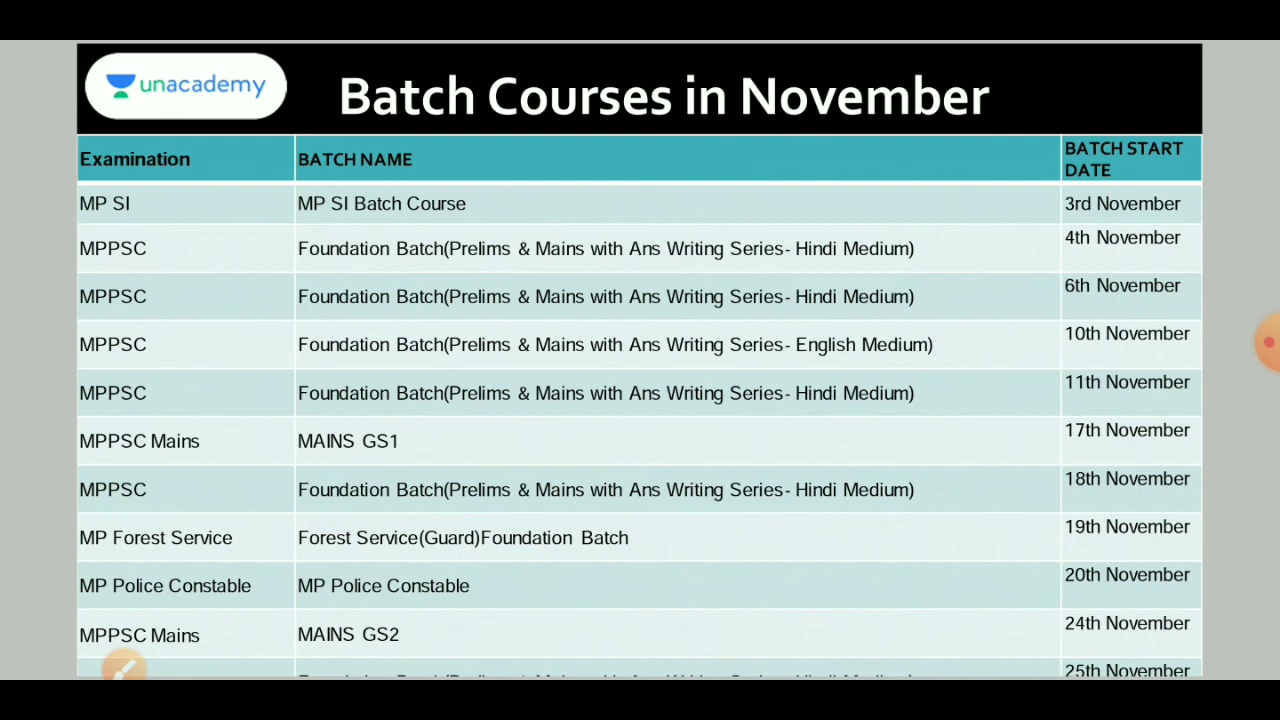 unacademy
Batch Courses in November
Examination BATCH NAME BATCH START DATE
MP SI MP SI Batch Course 3rd November
MPPSC Foundation Batch(Prelims & Mains with Ans Writing Series- Hindi Medium) 4th November
MPPSC Foundation Batch(Prelims & Mains with Ans Writing Series- Hindi Medium) 6th November
MPPSC Foundation Batch(Prelims & Mains with Ans Writing Series- English Medium) 10th November
MPPSC Foundation Batch(Prelims & Mains with Ans Writing Series- Hindi Medium) 11th November
MPPSC Mains MAINS GS1 17th November
MPPSC Foundation Batch(Prelims & Mains with Ans Writing Series- Hindi Medium) 18th November
MP Forest Service Forest Service(Guard)Foundation Batch 19th November
MP Police Constable MP Police Constable 20th November
MPPSC Mains MAINS GS2 24th November
25th November